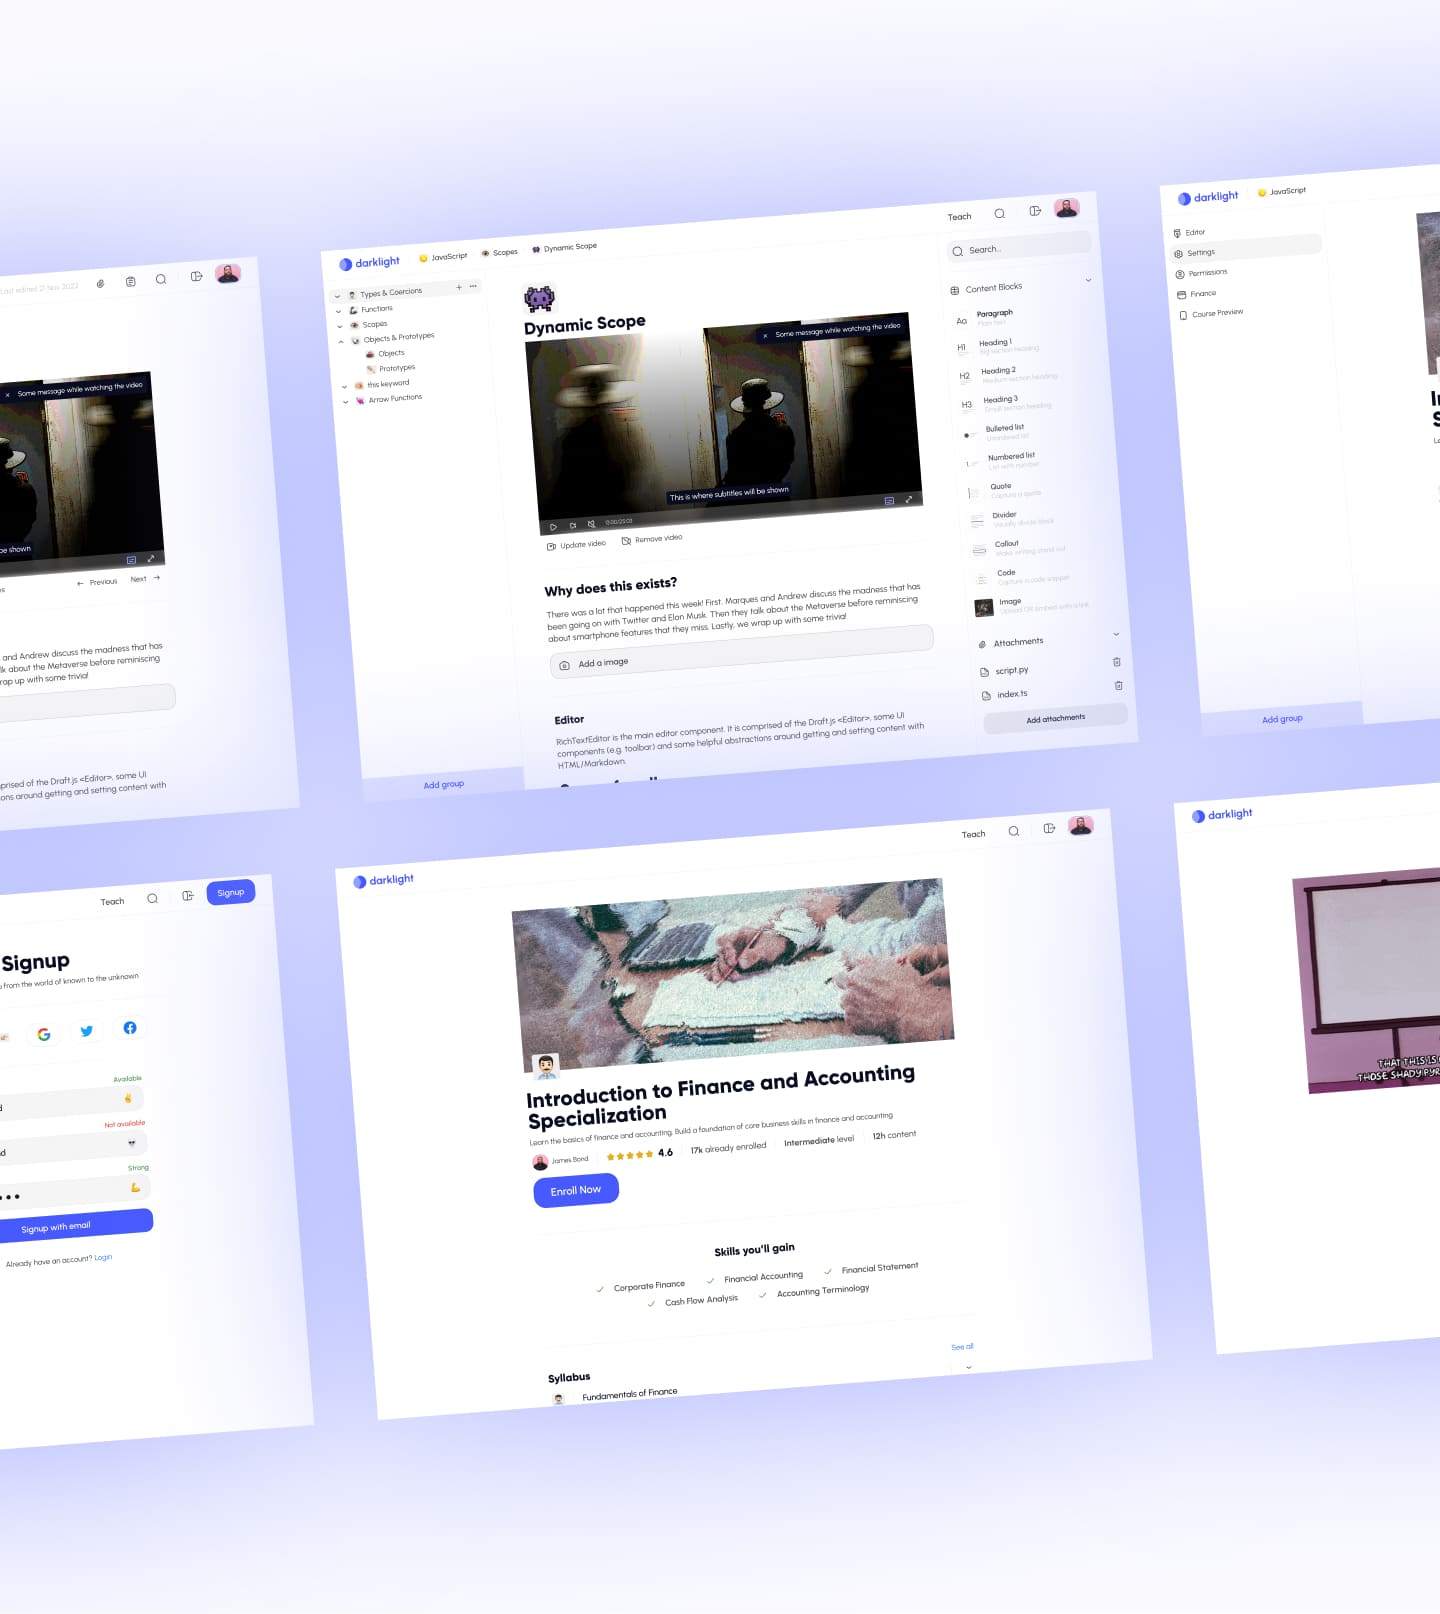 Last edited 21 Nov 2022
× Some message while watching the video
be shown
← Previous Next →
and Andrew discuss the madness that has
lk about the Metaverse before reminiscing
rap up with some trivia!
prised of the Draft.js <Editor>, some UI
ons around getting and setting content with
darklight JavaScript Scopes Dynamic Scope
Teach
Types & Coercions
Functions
Scopes
Objects & Prototypes
Objects
Prototypes
this keyword
Arrow Functions
Add group
Dynamic Scope
× Some message while watching the video
This is where subtitles will be shown
0:00/25:03
Update video Remove video
Why does this exists?
There was a lot that happened this week! First, Marques and Andrew discuss the madness that has
been going on with Twitter and Elon Musk. Then they talk about the Metaverse before reminiscing
about smartphone features that they miss. Lastly, we wrap up with some trivia!
Add a image
Editor
RichTextEditor is the main editor component. It is comprised of the Draft.js <Editor>, some UI
components (e.g. toolbar) and some helpful abstractions around getting and setting content with
HTML/Markdown.
Search..
Content Blocks
Aa Paragraph
Plain text
H1 Heading 1
Big section heading
H2 Heading 2
Medium section heading
H3 Heading 3
Small section heading
Bulleted list
Unordered list
1. Numbered list
List with number
Quote
Capture a quote
Divider
Visually divide block
Callout
Make writing stand out
Code
Capture a code snippet
Image
Upload OR embed with a link
Attachments
script.py
index.ts
Add attachments
darklight JavaScript
Editor
Settings
Permissions
Finance
Course Preview
Add group
Teach Signup
Signup
from the world of known to the unknown
Available
Not available
Strong
Signup with email
Already have an account? Login
darklight
Teach
Introduction to Finance and Accounting
Specialization
Learn the basics of finance and accounting. Build a foundation of core business skills in finance and accounting
James Bond 4.6 17k already enrolled Intermediate level 12h content
Enroll Now
Skills you'll gain
Corporate Finance Financial Accounting Financial Statement
Cash Flow Analysis Accounting Terminology
See all
Syllabus
Fundamentals of Finance
darklight
THAT THIS IS
THOSE SHADY PYR